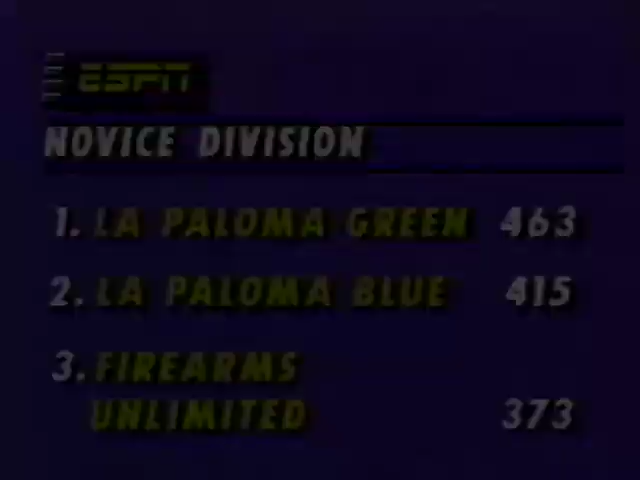 ESPN
NOVICE DIVISION
1. LA PALOMA GREEN 463
2. LA PALOMA BLUE 415
3. FIREARMS
UNLIMITED 373